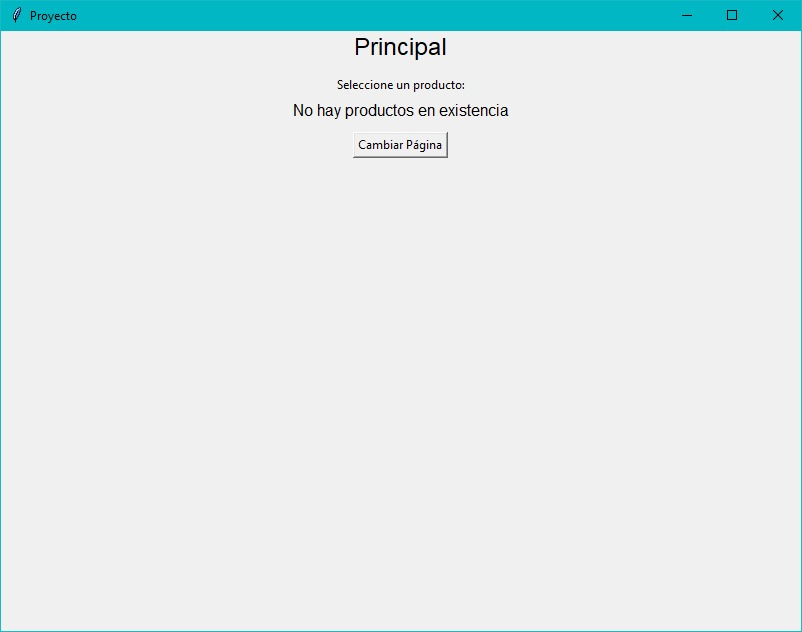 Proyecto
Principal
Seleccione un producto:
No hay productos en existencia
Cambiar Página